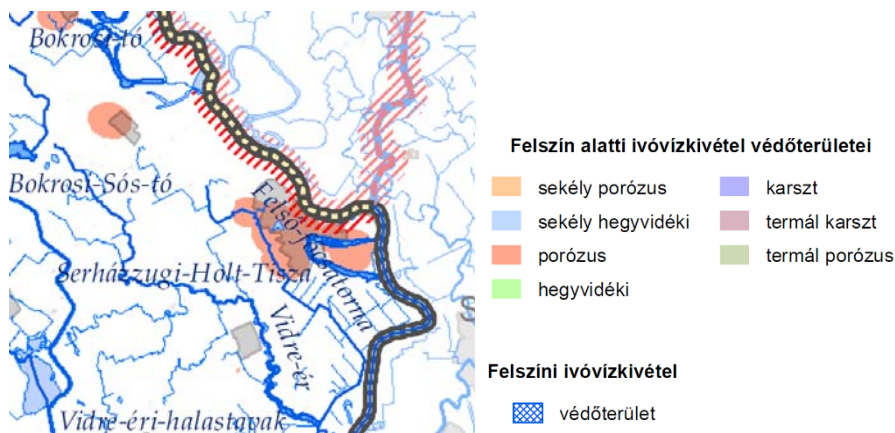 Bokrosi-tó
Bokrosi-Sós-tó
Felső-főcsatorna
Serházzugi-Holt-Tisza
Vidre-ér
Vidre-éri-halastavak
Felszín alatti ivóvízkivétel védőterületei
sekély porózus
sekély hegyvidéki
porózus
hegyvidéki
karszt
termál karszt
termál porózus
Felszíni ivóvízkivétel
védőterület